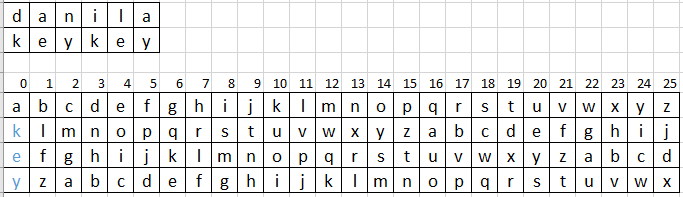 d a n i l a
k e y k e y
0 1 2 3 4 5 6 7 8 9 10 11 12 13 14 15 16 17 18 19 20 21 22 23 24 25
a b c d e f g h i j k l m n o p q r s t u v w x y z
k l m n o p q r s t u v w x y z a b c d e f g h i j
e f g h i j k l m n o p q r s t u v w x y z a b c d
y z a b c d e f g h i j k l m n o p q r s t u v w x